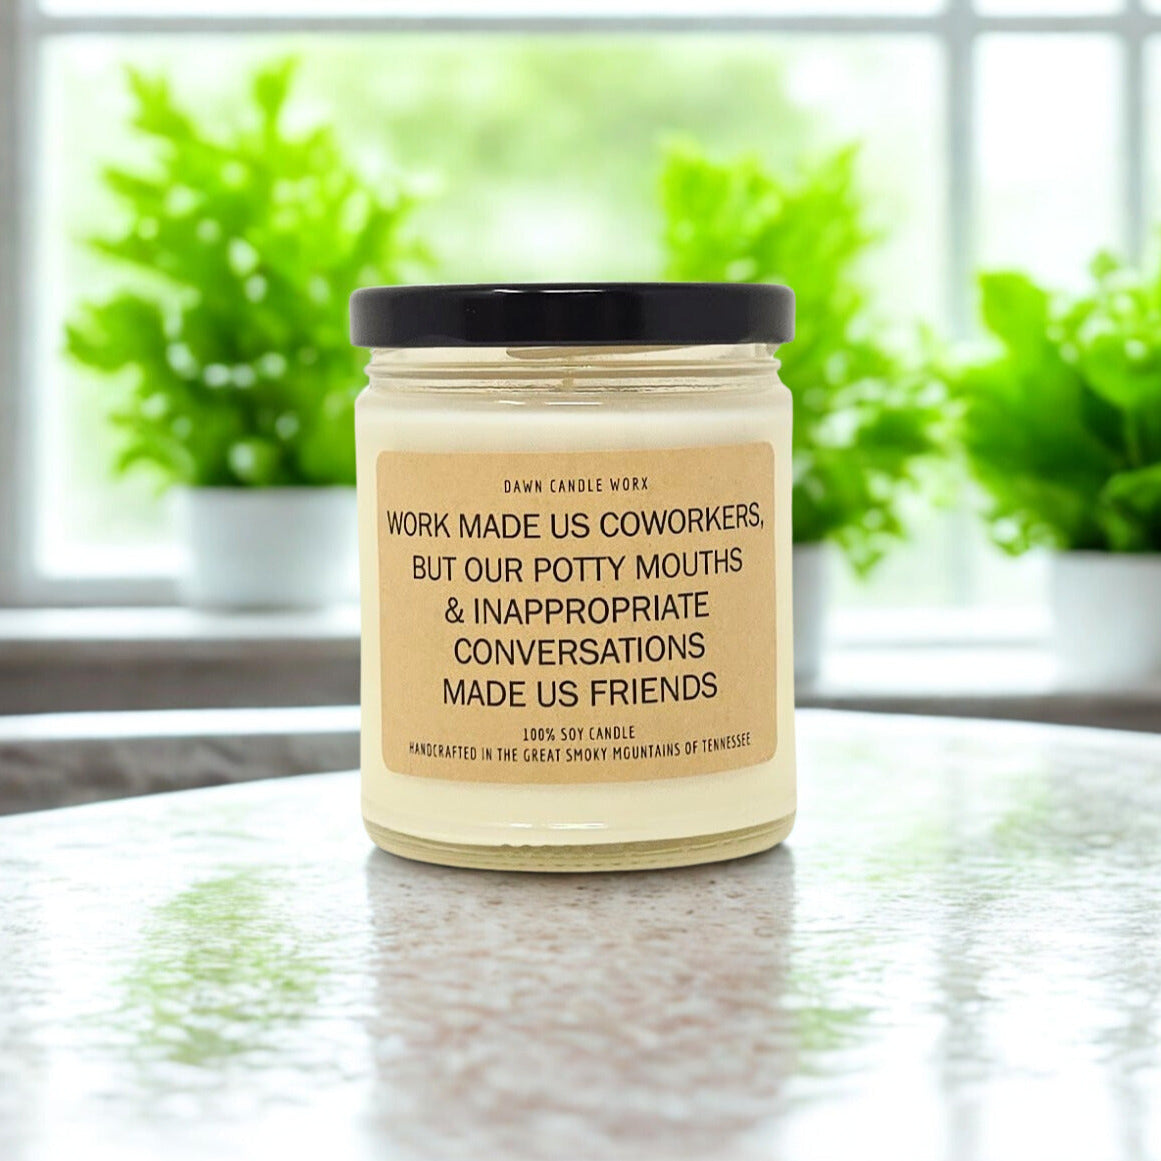 DAWN CANDLE WORX
WORK MADE US COWORKERS,
BUT OUR POTTY MOUTHS
& INAPPROPRIATE
CONVERSATIONS
MADE US FRIENDS
100% SOY CANDLE
HANDCRAFTED IN THE GREAT SMOKY MOUNTAINS OF TENNESSEE